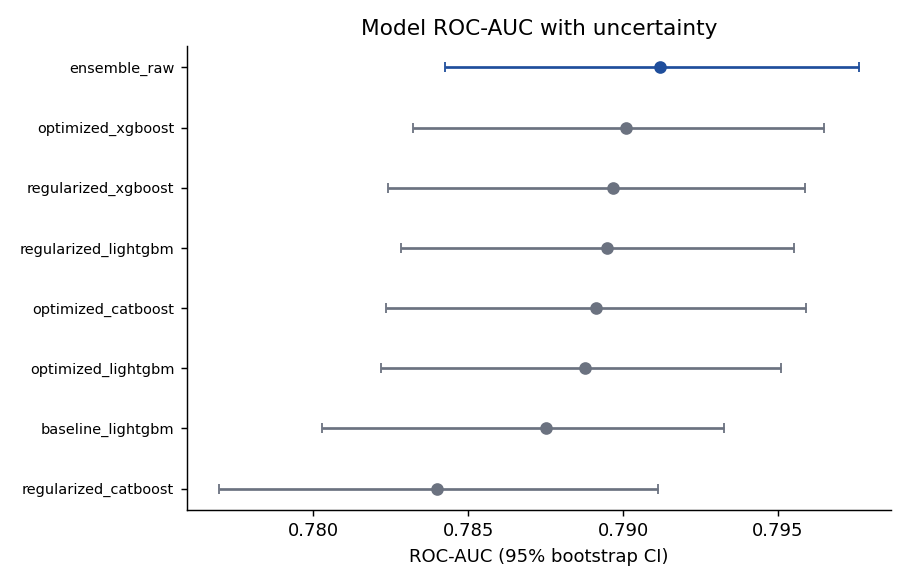 Model ROC-AUC with uncertainty
ensemble_raw
optimized_xgboost
regularized_xgboost
regularized_lightgbm
optimized_catboost
optimized_lightgbm
baseline_lightgbm
regularized_catboost
0.780 0.785 0.790 0.795
ROC-AUC (95% bootstrap CI)